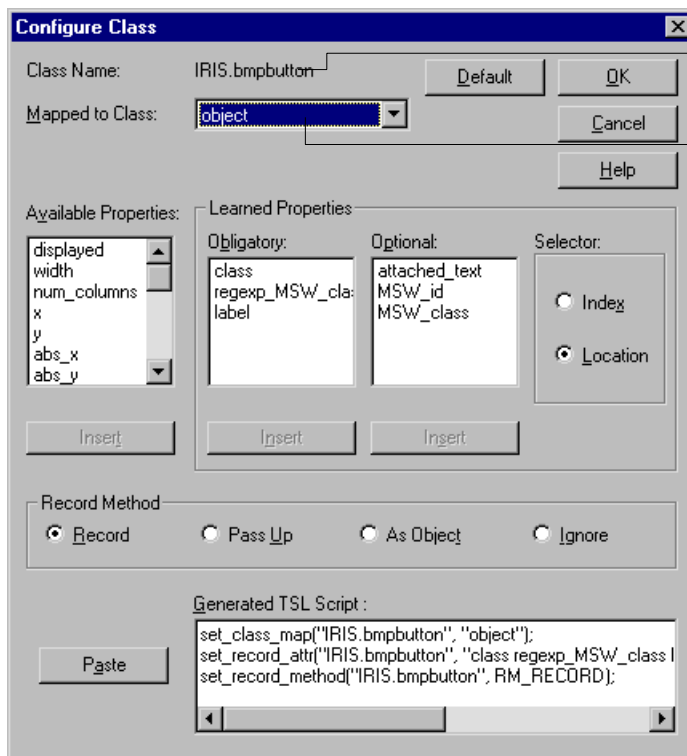 Configure Class
Class Name: IRIS.bmpbutton Default OK
Mapped to Class: object Cancel
Help
Available Properties: Learned Properties
Obligatory: Optional: Selector:
displayed
width
num_columns
x
y
abs_x
abs_y
class
regexp_MSW_cla
label
attached_text
MSW_id
MSW_class
Index
Location
Insert Insert Insert
Record Method
Record Pass Up As Object Ignore
Generated TSL Script :
set_class_map("IRIS.bmpbutton", "object");
set_record_attr("IRIS.bmpbutton", "class regexp_MSW_class l
set_record_method("IRIS.bmpbutton", RM_RECORD);
Paste